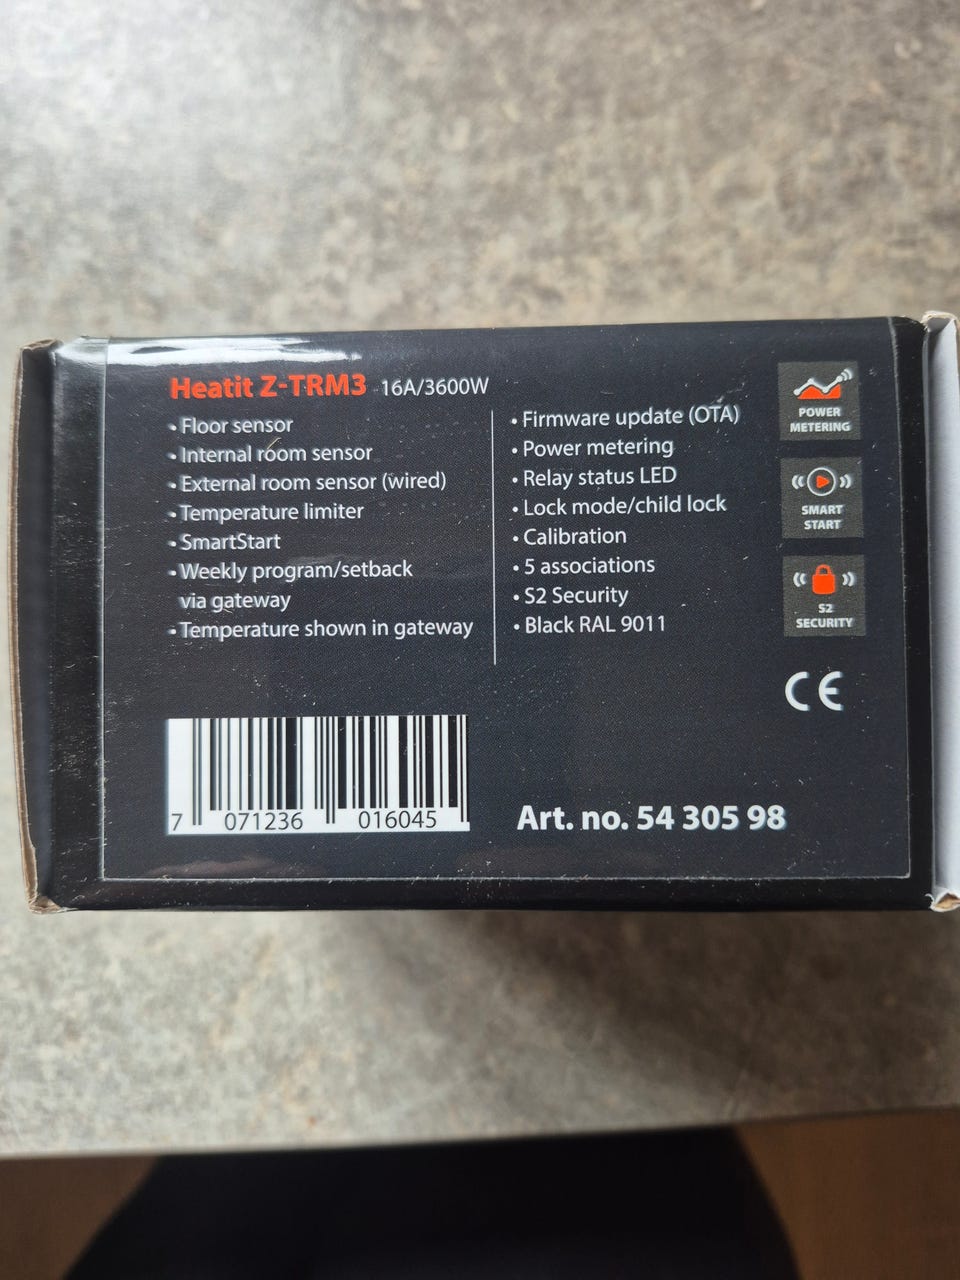 Heatit Z-TRM3 16A/3600W
• Floor sensor
• Internal room sensor
• External room sensor (wired)
• Temperature limiter
• SmartStart
• Weekly program/setback
via gateway
• Temperature shown in gateway
• Firmware update (OTA)
• Power metering
• Relay status LED
• Lock mode/child lock
• Calibration
• 5 associations
• S2 Security
• Black RAL 9011
POWER
METERING
SMART
START
S2
SECURITY
CE
7 071236 016045
Art. no. 54 305 98